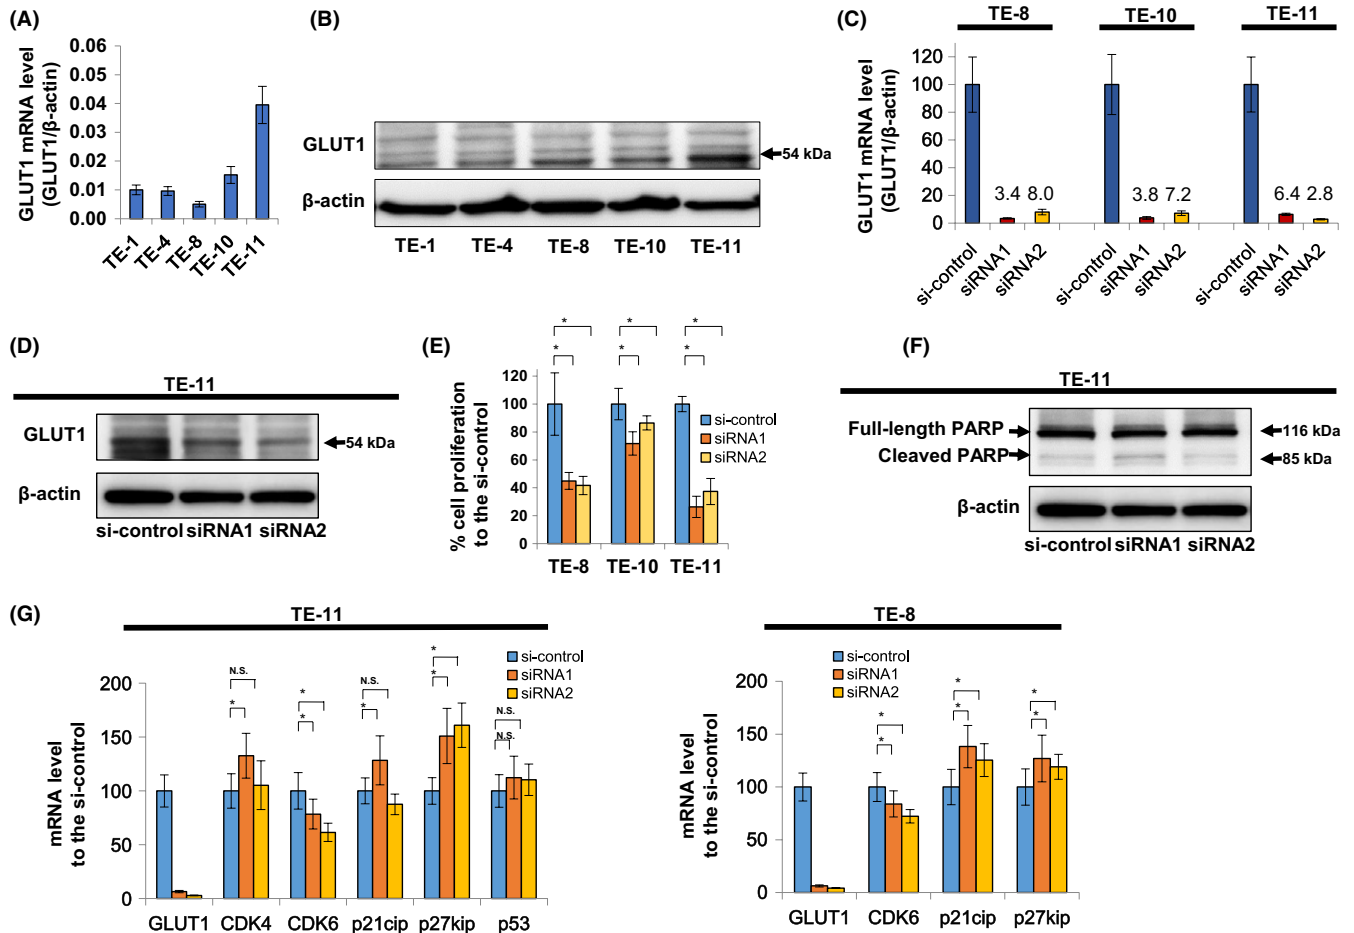 (A)
GLUT1 mRNA level
(GLUT1/β-actin)
0.06
0.05
0.04
0.03
0.02
0.01
0.00
TE-1
TE-4
TE-8
TE-10
TE-11
(B)
GLUT1
54 kDa
β-actin
TE-1 TE-4 TE-8 TE-10 TE-11
(C)
TE-8 TE-10 TE-11
GLUT1 mRNA level
(GLUT1/β-actin)
120
100
80
60
40
20
0
3.4 8.0 3.8 7.2 6.4 2.8
si-control siRNA1 siRNA2 si-control siRNA1 siRNA2 si-control siRNA1 siRNA2
(D)
TE-11
GLUT1
54 kDa
β-actin
si-control siRNA1 siRNA2
(E)
* * *
* * *
% cell proliferation
to the si-control
120
100
80
60
40
20
0
si-control
siRNA1
siRNA2
TE-8 TE-10 TE-11
(F)
TE-11
Full-length PARP
116 kDa
Cleaved PARP
85 kDa
β-actin
si-control siRNA1 siRNA2
(G)
TE-11
si-control
siRNA1
siRNA2
mRNA level
to the si-control
200
150
100
50
0
N.S. * N.S. * N.S.
* * * * N.S.
GLUT1 CDK4 CDK6 p21cip p27kip p53
TE-8
si-control
siRNA1
siRNA2
mRNA level
to the si-control
200
150
100
50
0
* * *
* * *
GLUT1 CDK6 p21cip p27kip